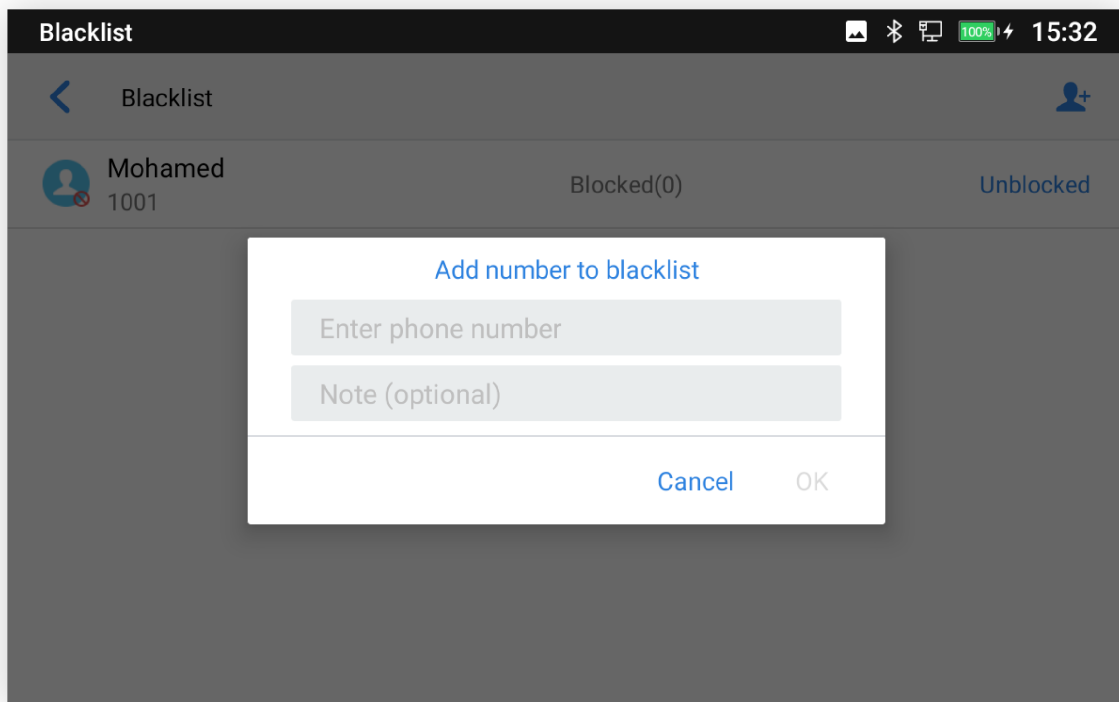 Blacklist 100% 15:32
Blacklist
Mohamed
1001 Blocked(0) Unblocked
Add number to blacklist
Enter phone number
Note (optional)
Cancel OK